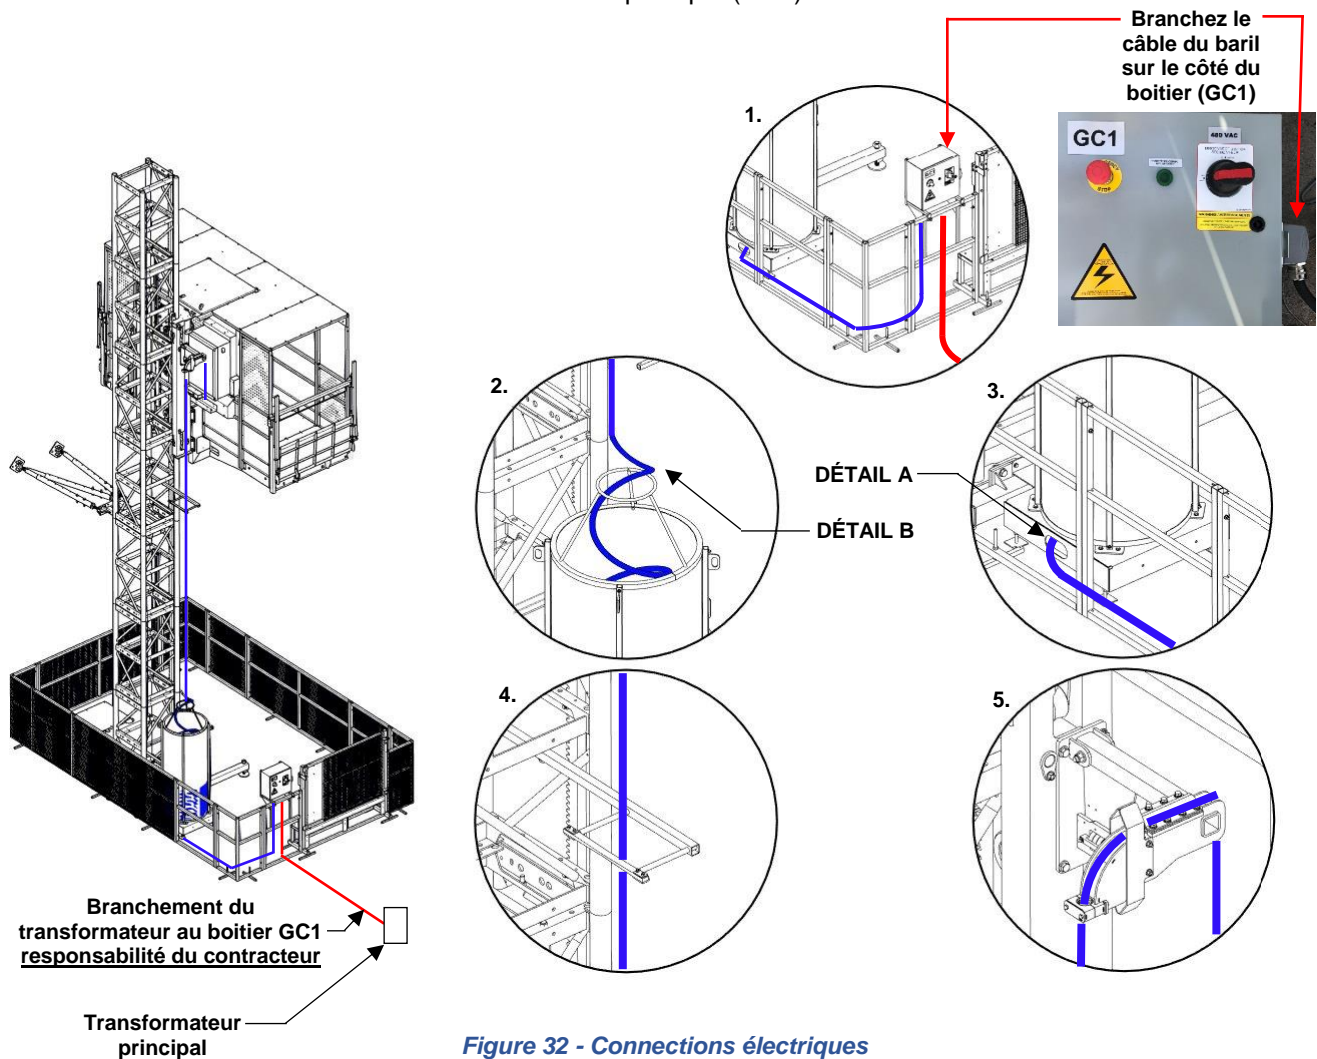 Branchez le
câble du baril
sur le côté du
boitier (GC1)
1.
GC1
480 VAC
STOP
2.
3.
DÉTAIL A
DÉTAIL B
4.
5.
Branchement du
transformateur au boitier GC1
responsabilité du contracteur
Transformateur
principal
Figure 32 - Connections électriques